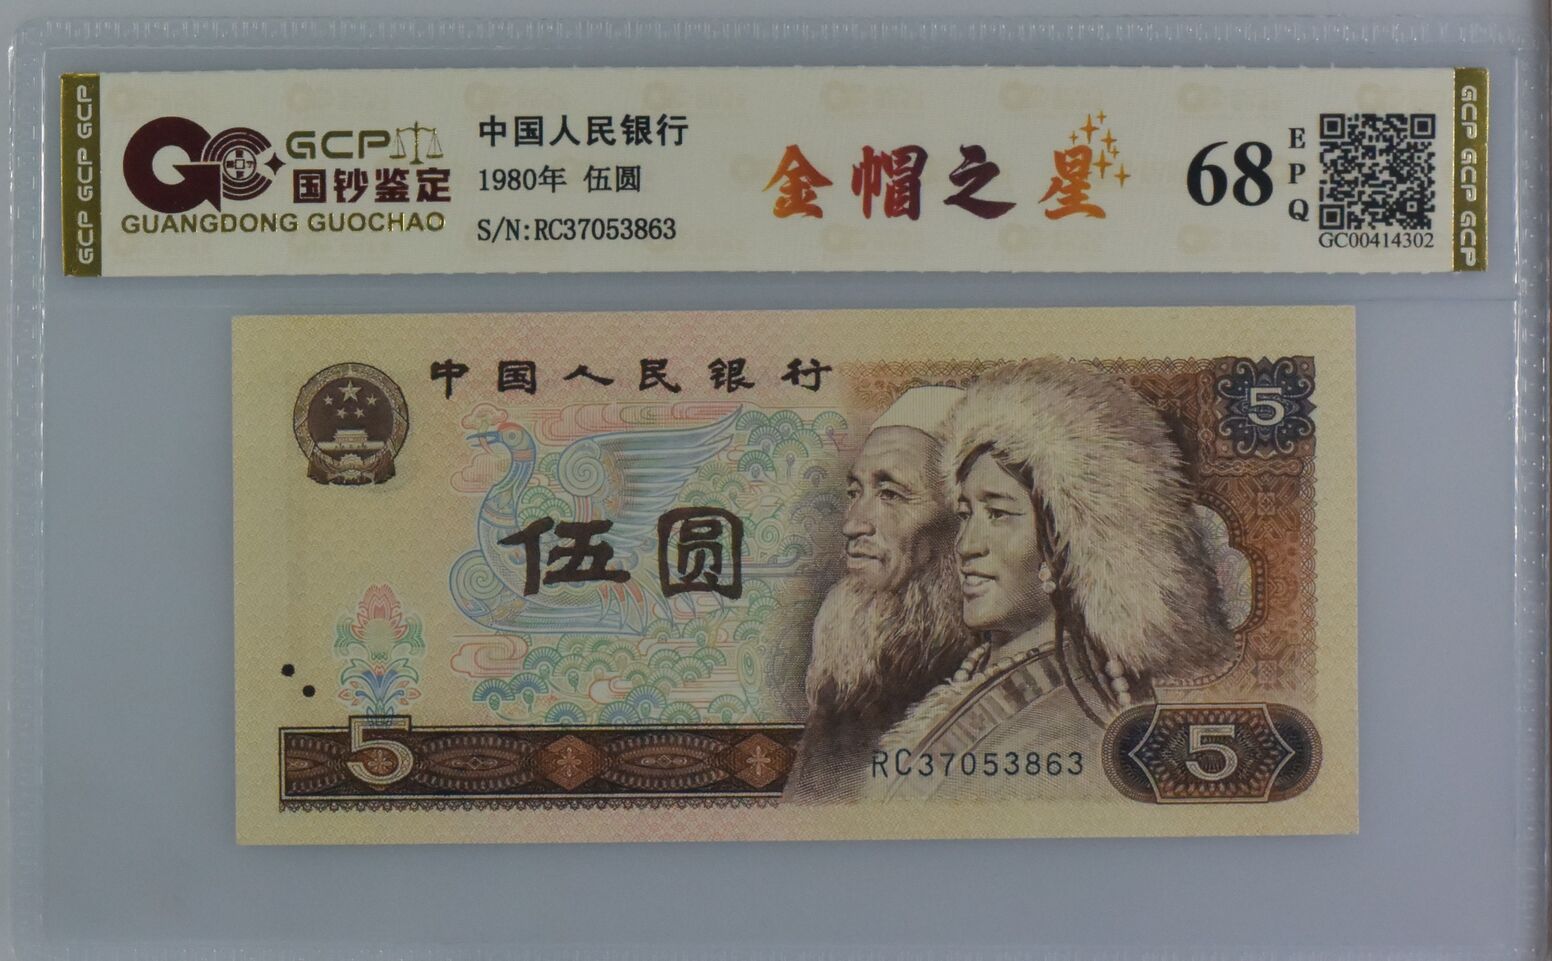 GCP GCP GCP
GCP
国钞鉴定
GUANGDONG GUOCHAO
中国人民银行
1980年 伍圆
S/N:RC37053863
金帽之星
68
EPQ
GC00414302
GCP GCP GCP
中国人民银行
5
伍圆
5
RC37053863
5